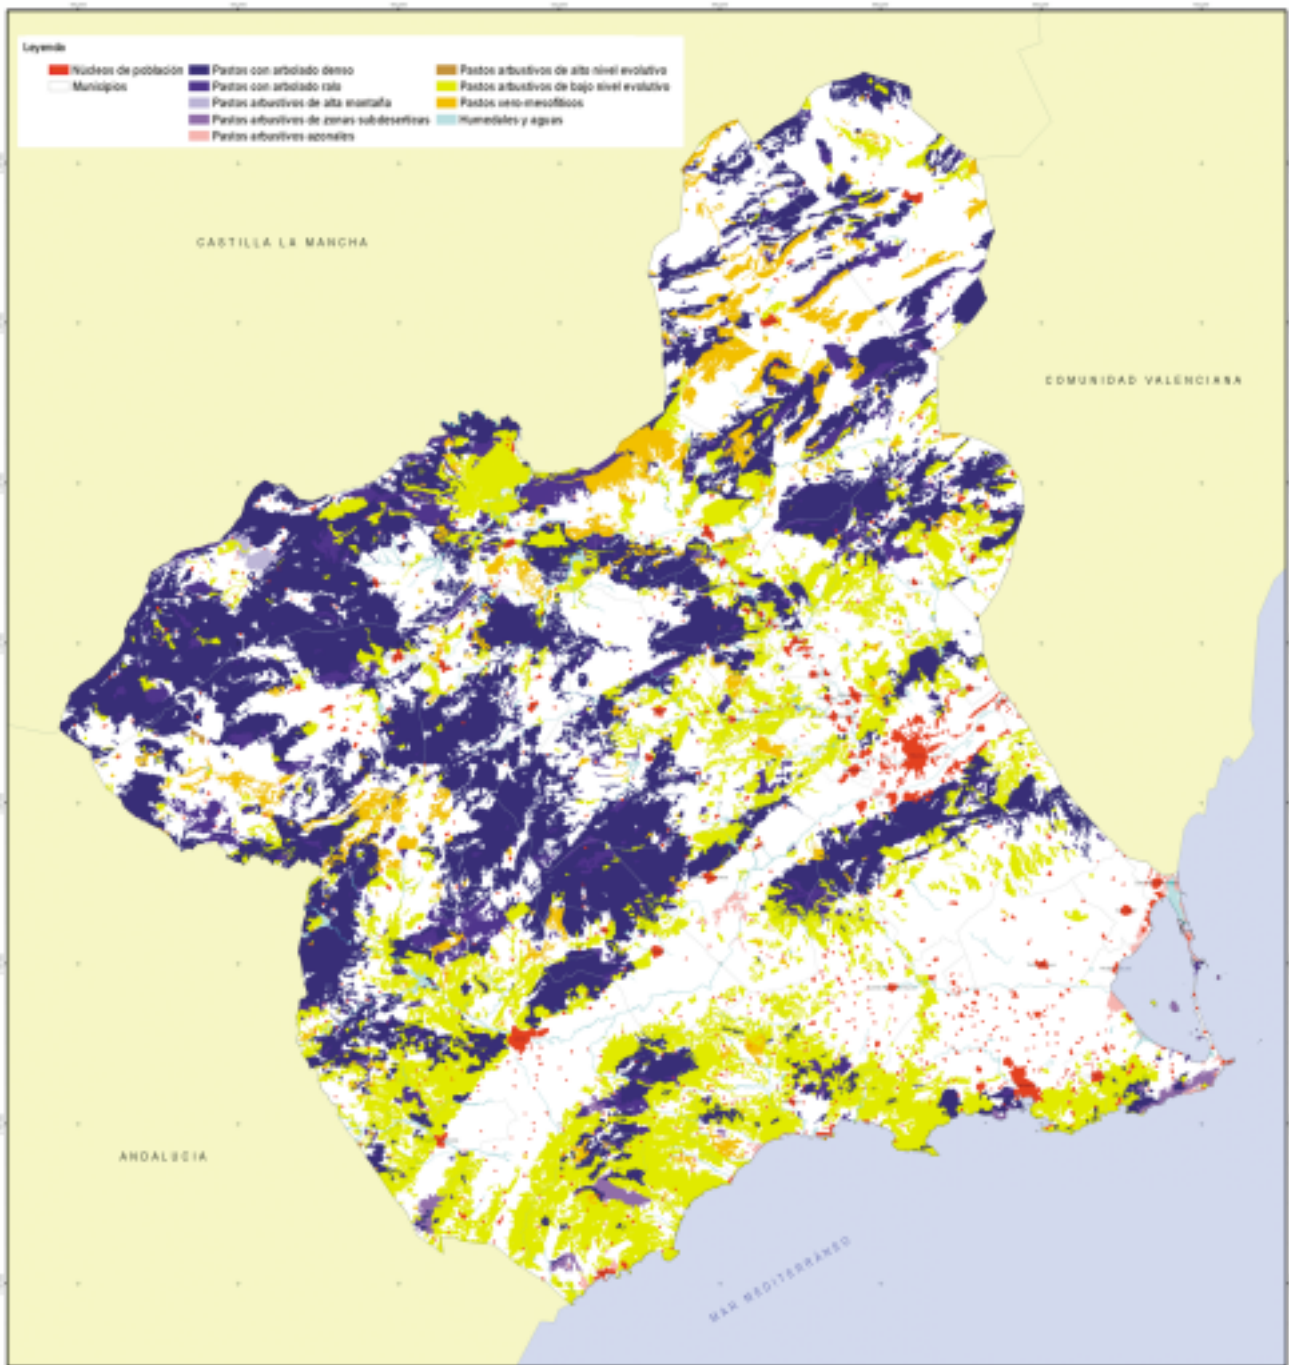 Leyenda
Núcleos de población
Municipios
Pastos con arbolado denso
Pastos con arbolado ralo
Pastos arbustivos de alta montaña
Pastos arbustivos de zonas subdeserticas
Pastos arbustivos azonales
Pastos arbustivos de alto nivel evolutivo
Pastos arbustivos de bajo nivel evolutivo
Pastos xero-mesofíticos
Humedales y aguas
CASTILLA LA MANCHA
COMUNIDAD VALENCIANA
ANDALUCIA
MAR MEDITERRÁNEO